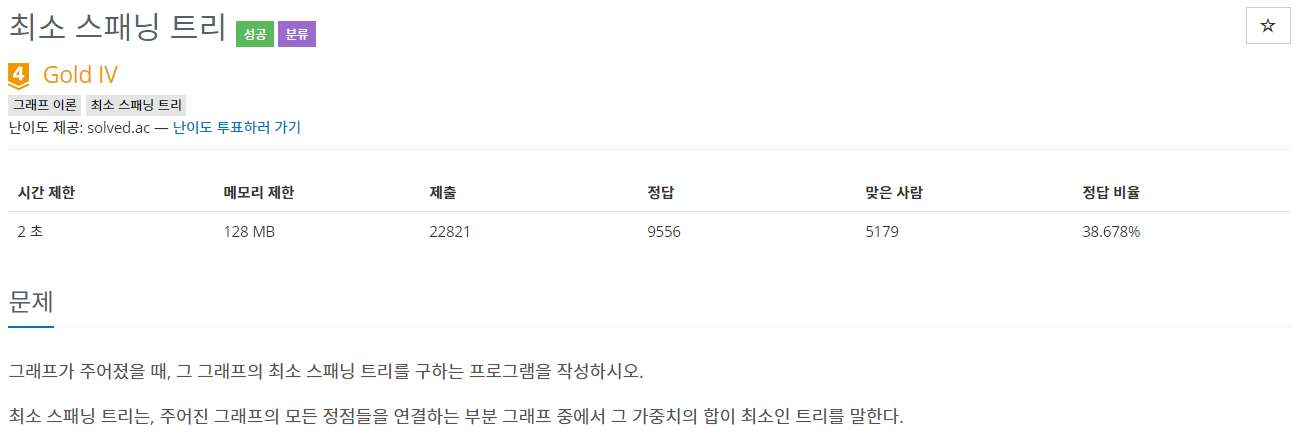 최소 스패닝 트리 성공 분류
4 Gold IV
그래프 이론 최소 스패닝 트리
난이도 제공: solved.ac — 난이도 투표하러 가기
시간 제한 메모리 제한 제출 정답 맞은 사람 정답 비율
2 초 128 MB 22821 9556 5179 38.678%
문제
그래프가 주어졌을 때, 그 그래프의 최소 스패닝 트리를 구하는 프로그램을 작성하시오.
최소 스패닝 트리는, 주어진 그래프의 모든 정점들을 연결하는 부분 그래프 중에서 그 가중치의 합이 최소인 트리를 말한다.